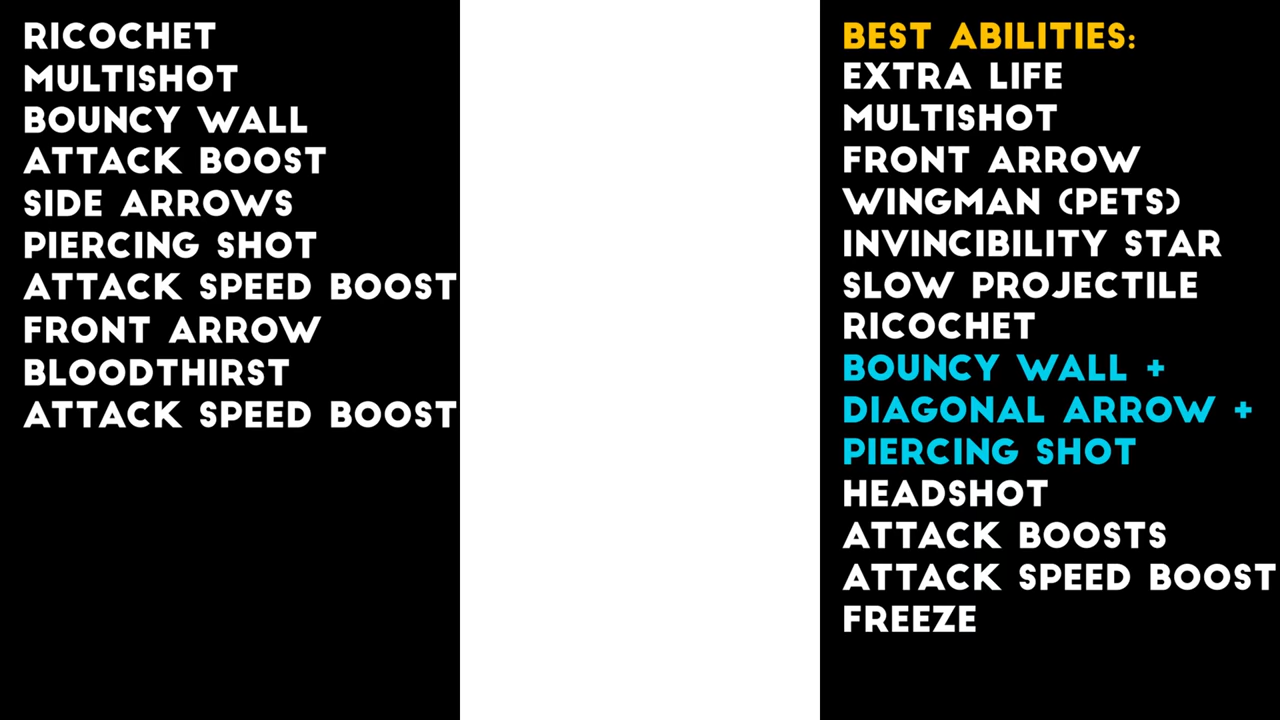 RICOCHET
MULTISHOT
BOUNCY WALL
ATTACK BOOST
SIDE ARROWS
PIERCING SHOT
ATTACK SPEED BOOST
FRONT ARROW
BLOODTHIRST
ATTACK SPEED BOOST
BEST ABILITIES:
EXTRA LIFE
MULTISHOT
FRONT ARROW
WINGMAN (PETS)
INVINCIBILITY STAR
SLOW PROJECTILE
RICOCHET
BOUNCY WALL +
DIAGONAL ARROW +
PIERCING SHOT
HEADSHOT
ATTACK BOOSTS
ATTACK SPEED BOOST
FREEZE